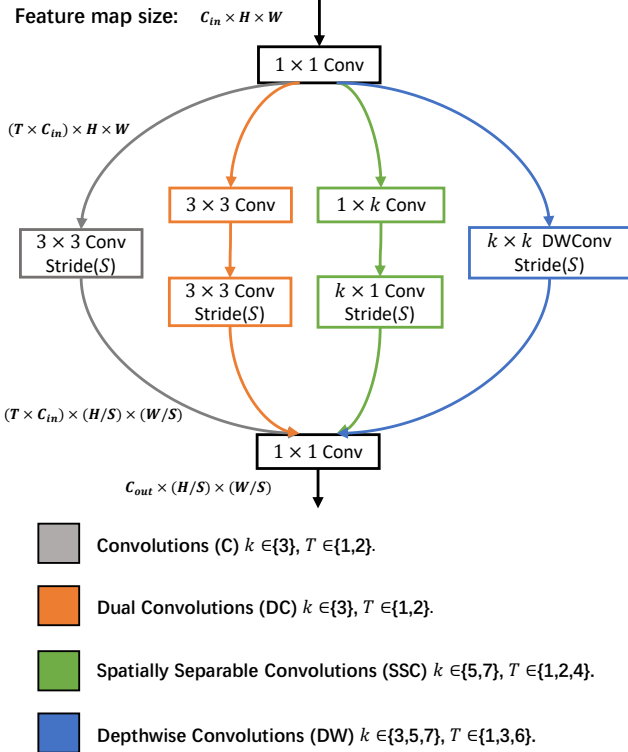 Feature map size: C_in × H × W
1 × 1 Conv
(T × C_in) × H × W
3 × 3 Conv
1 × k Conv
3 × 3 Conv
Stride(S)
k × k DWConv
Stride(S)
3 × 3 Conv
Stride(S)
k × 1 Conv
Stride(S)
(T × C_in) × (H/S) × (W/S)
1 × 1 Conv
C_out × (H/S) × (W/S)
Convolutions (C) k ∈{3}, T ∈{1,2}.
Dual Convolutions (DC) k ∈{3}, T ∈{1,2}.
Spatially Separable Convolutions (SSC) k ∈{5,7}, T ∈{1,2,4}.
Depthwise Convolutions (DW) k ∈{3,5,7}, T ∈{1,3,6}.